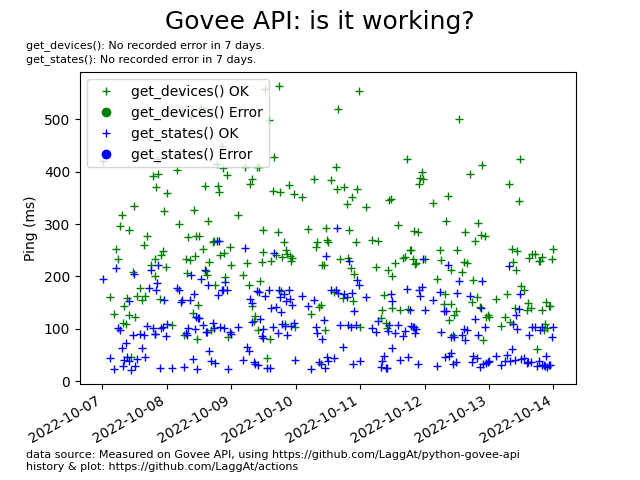 Govee API: is it working?
get_devices(): No recorded error in 7 days.
get_states(): No recorded error in 7 days.
get_devices() OK
get_devices() Error
get_states() OK
get_states() Error
Ping (ms)
500
400
300
200
100
0
2022-10-07
2022-10-08
2022-10-09
2022-10-10
2022-10-11
2022-10-12
2022-10-13
2022-10-14
data source: Measured on Govee API, using https://github.com/LaggAt/python-govee-api
history & plot: https://github.com/LaggAt/actions